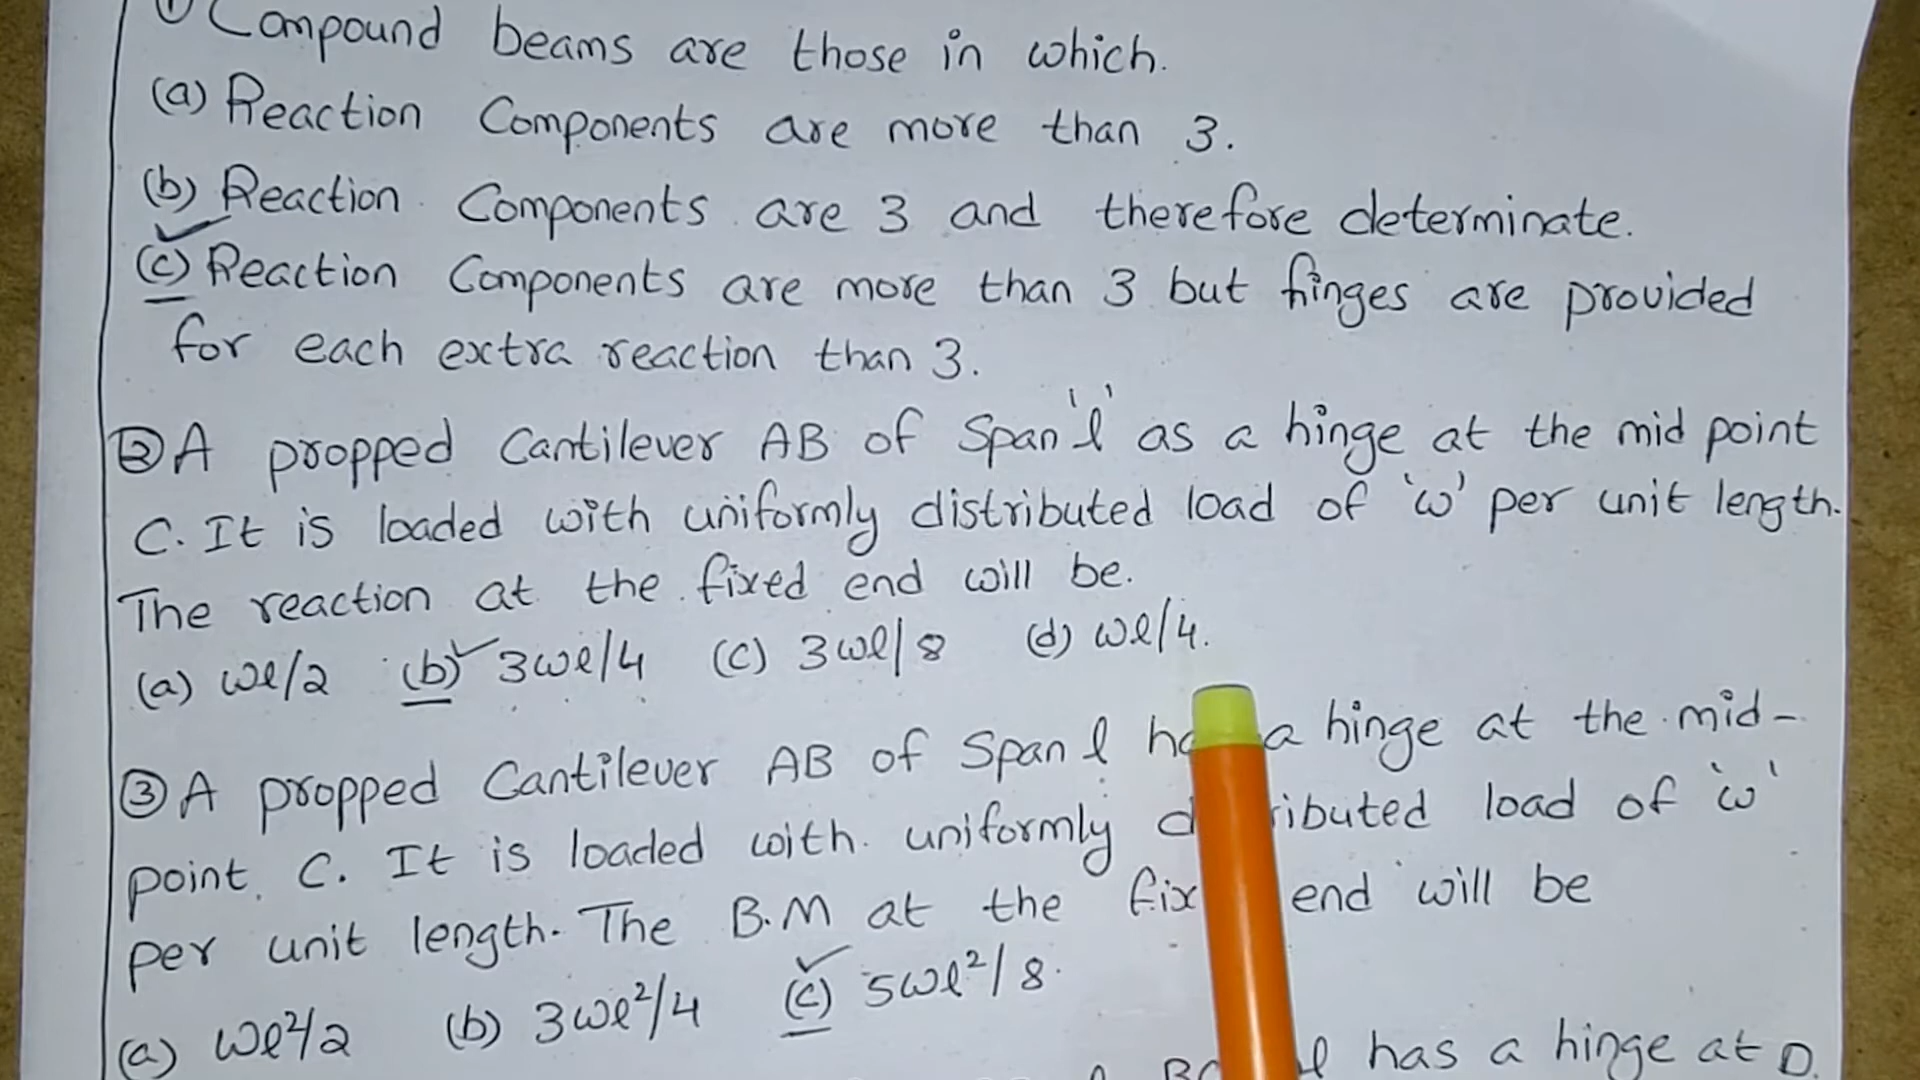 ① Compound beams are those in which.
(a) Reaction Components are more than 3.
(b) Reaction Components are 3 and therefore determinate.
(c) Reaction Components are more than 3 but hinges are provided
for each extra reaction than 3.
② A propped Cantilever AB of Span 'l' as a hinge at the mid point
C. It is loaded with uniformly distributed load of 'w' per unit length.
The reaction at the fixed end will be.
(a) wl/2 (b) 3wl/4 (c) 3wl/8 (d) wl/4.
③ A propped Cantilever AB of Span l a hinge at the mid-
point. C. It is loaded with uniformly load of 'w'
per unit length. The B.M at the end will be
(a) wl²/2 (b) 3wl²/4 (c) 5wl²/8.
l has a hinge at D.